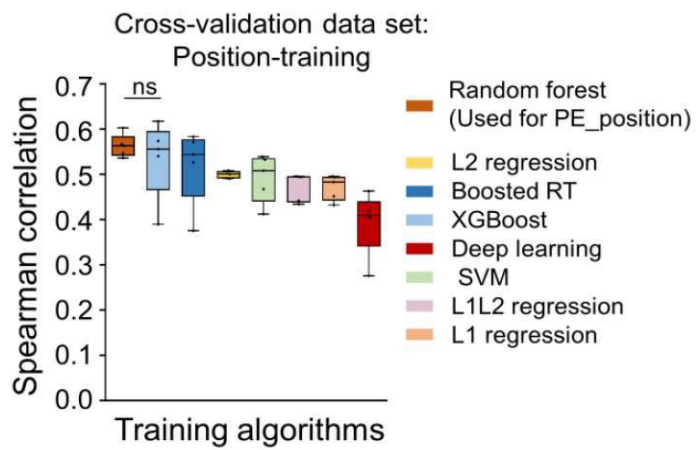 Cross-validation data set:
Position-training
Spearman correlation
0.7
0.6
0.5
0.4
0.3
0.2
0.1
0.0
ns
Training algorithms
Random forest
(Used for PE_position)
L2 regression
Boosted RT
XGBoost
Deep learning
SVM
L1L2 regression
L1 regression